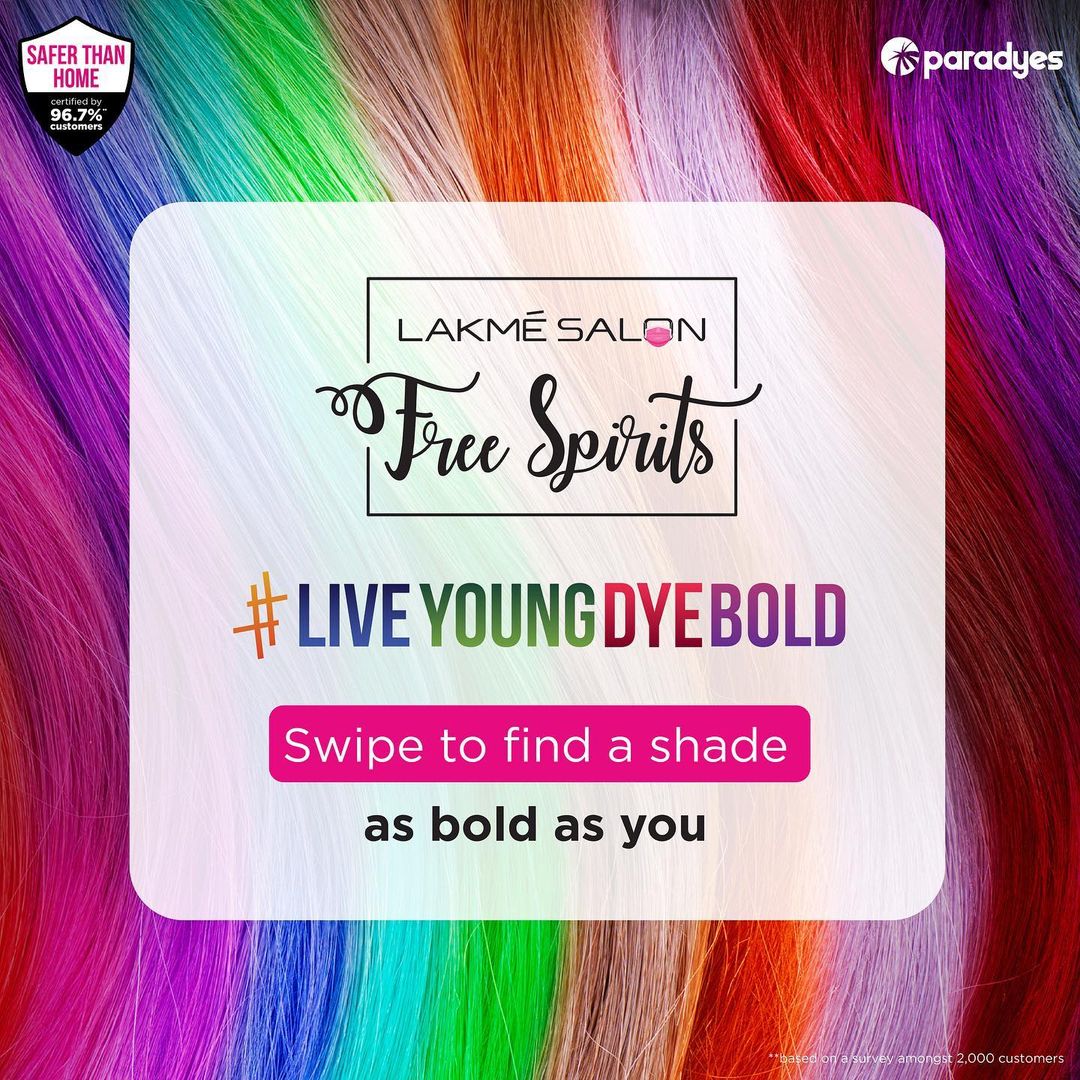 SAFER THAN
HOME
certified by
96.7%**
customers
paradyes
LAKMÉ SALON
Free Spirits
#LIVEYOUNGDYEBOLD
Swipe to find a shade
as bold as you
**based on a survey amongst 2,000 customers